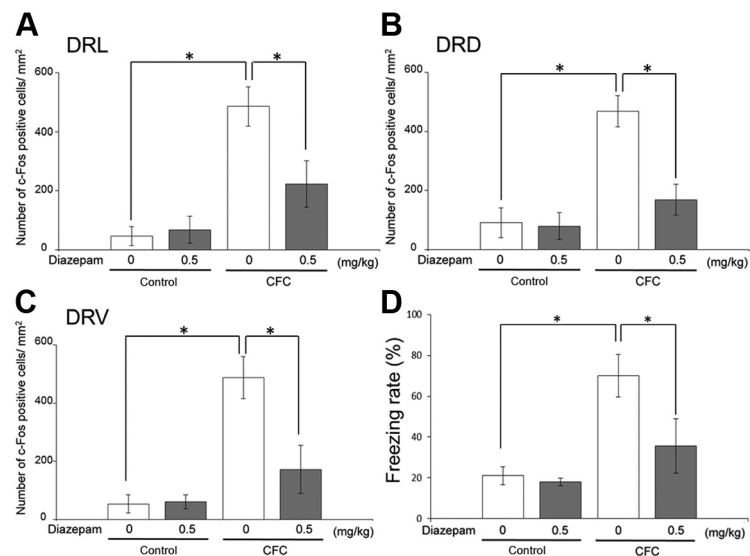 A
DRL
Number of c-Fos positive cells/ mm2
600
400
200
0
*
*
Diazepam
0
0.5
0
0.5
(mg/kg)
Control
CFC
B
DRD
Number of c-Fos positive cells/ mm2
600
400
200
0
*
*
Diazepam
0
0.5
0
0.5
(mg/kg)
Control
CFC
C
DRV
Number of c-Fos positive cells/ mm2
600
400
200
0
*
*
Diazepam
0
0.5
0
0.5
(mg/kg)
Control
CFC
D
Freezing rate (%)
100
80
60
40
20
0
*
*
Diazepam
0
0.5
0
0.5
(mg/kg)
Control
CFC